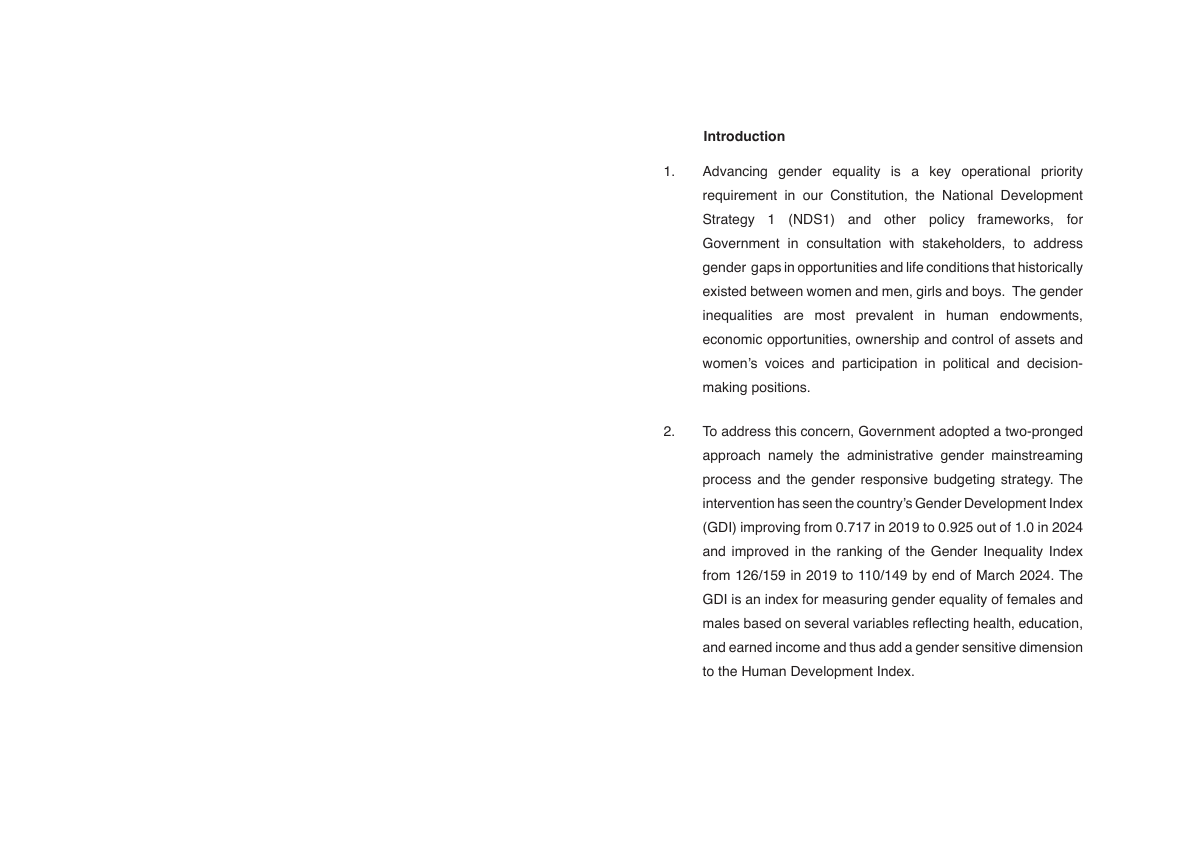 Introduction
1. Advancing gender equality is a key operational priority
requirement in our Constitution, the National Development
Strategy 1 (NDS1) and other policy frameworks, for
Government in consultation with stakeholders, to address
gender gaps in opportunities and life conditions that historically
existed between women and men, girls and boys.  The gender
inequalities are most prevalent in human endowments,
economic opportunities, ownership and control of assets and
women’s voices and participation in political and decision-
making positions.
2. To address this concern, Government adopted a two-pronged
approach namely the administrative gender mainstreaming
process and the gender responsive budgeting strategy. The
intervention has seen the country’s Gender Development Index
(GDI) improving from 0.717 in 2019 to 0.925 out of 1.0 in 2024
and improved in the ranking of the Gender Inequality Index
from 126/159 in 2019 to 110/149 by end of March 2024. The
GDI is an index for measuring gender equality of females and
males based on several variables reflecting health, education,
and earned income and thus add a gender sensitive dimension
to the Human Development Index.